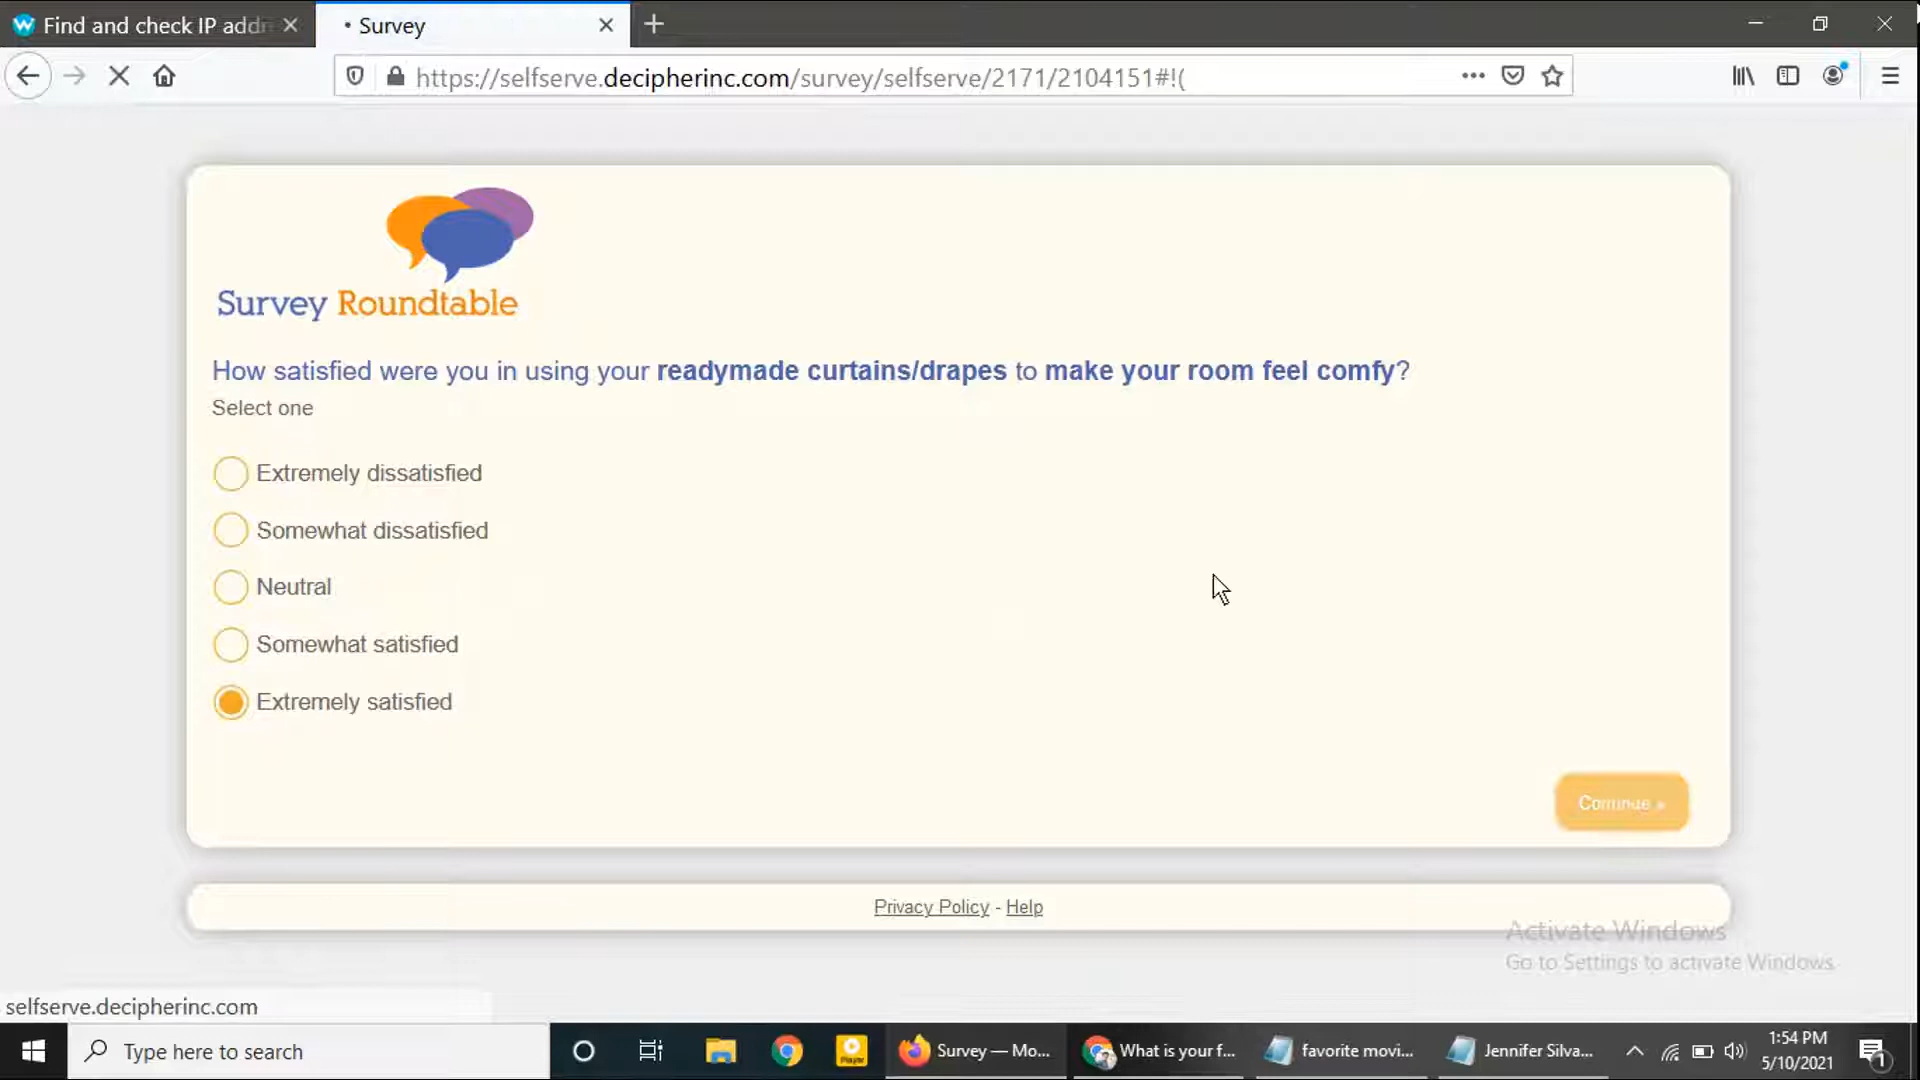 Find and check IP addr
• Survey
https://selfserve.decipherinc.com/survey/selfserve/2171/2104151#!(
Survey Roundtable
How satisfied were you in using your readymade curtains/drapes to make your room feel comfy?
Select one
Extremely dissatisfied
Somewhat dissatisfied
Neutral
Somewhat satisfied
Extremely satisfied
Continue »
Privacy Policy - Help
Activate Windows
Go to Settings to activate Windows.
selfserve.decipherinc.com
Type here to search
Player
Survey — Mo...
What is your f...
favorite movi...
Jennifer Silva...
1:54 PM
5/10/2021
1